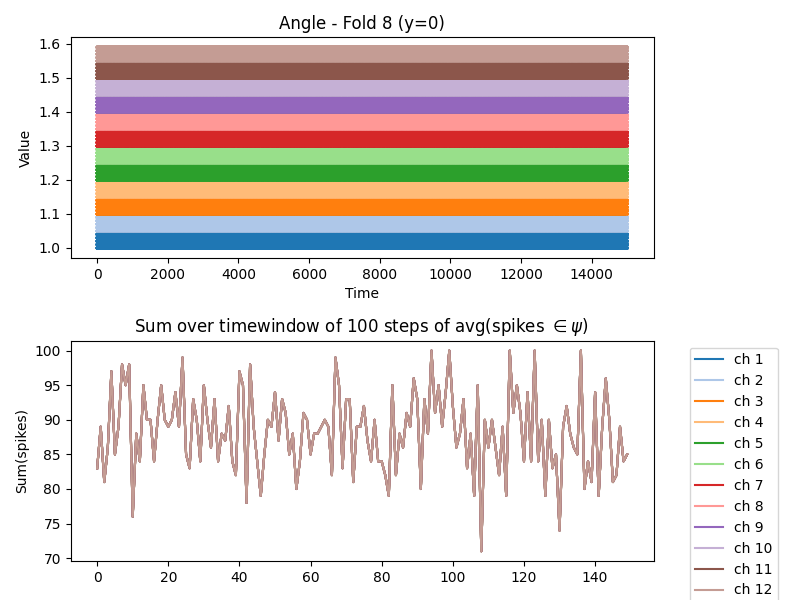 Angle - Fold 8 (y=0)
Value
1.6
1.5
1.4
1.3
1.2
1.1
1.0
0 2000 4000 6000 8000 10000 12000 14000
Time
Sum over timewindow of 100 steps of avg(spikes ∈ ψ)
Sum(spikes)
100
95
90
85
80
75
70
0 20 40 60 80 100 120 140
ch 1
ch 2
ch 3
ch 4
ch 5
ch 6
ch 7
ch 8
ch 9
ch 10
ch 11
ch 12